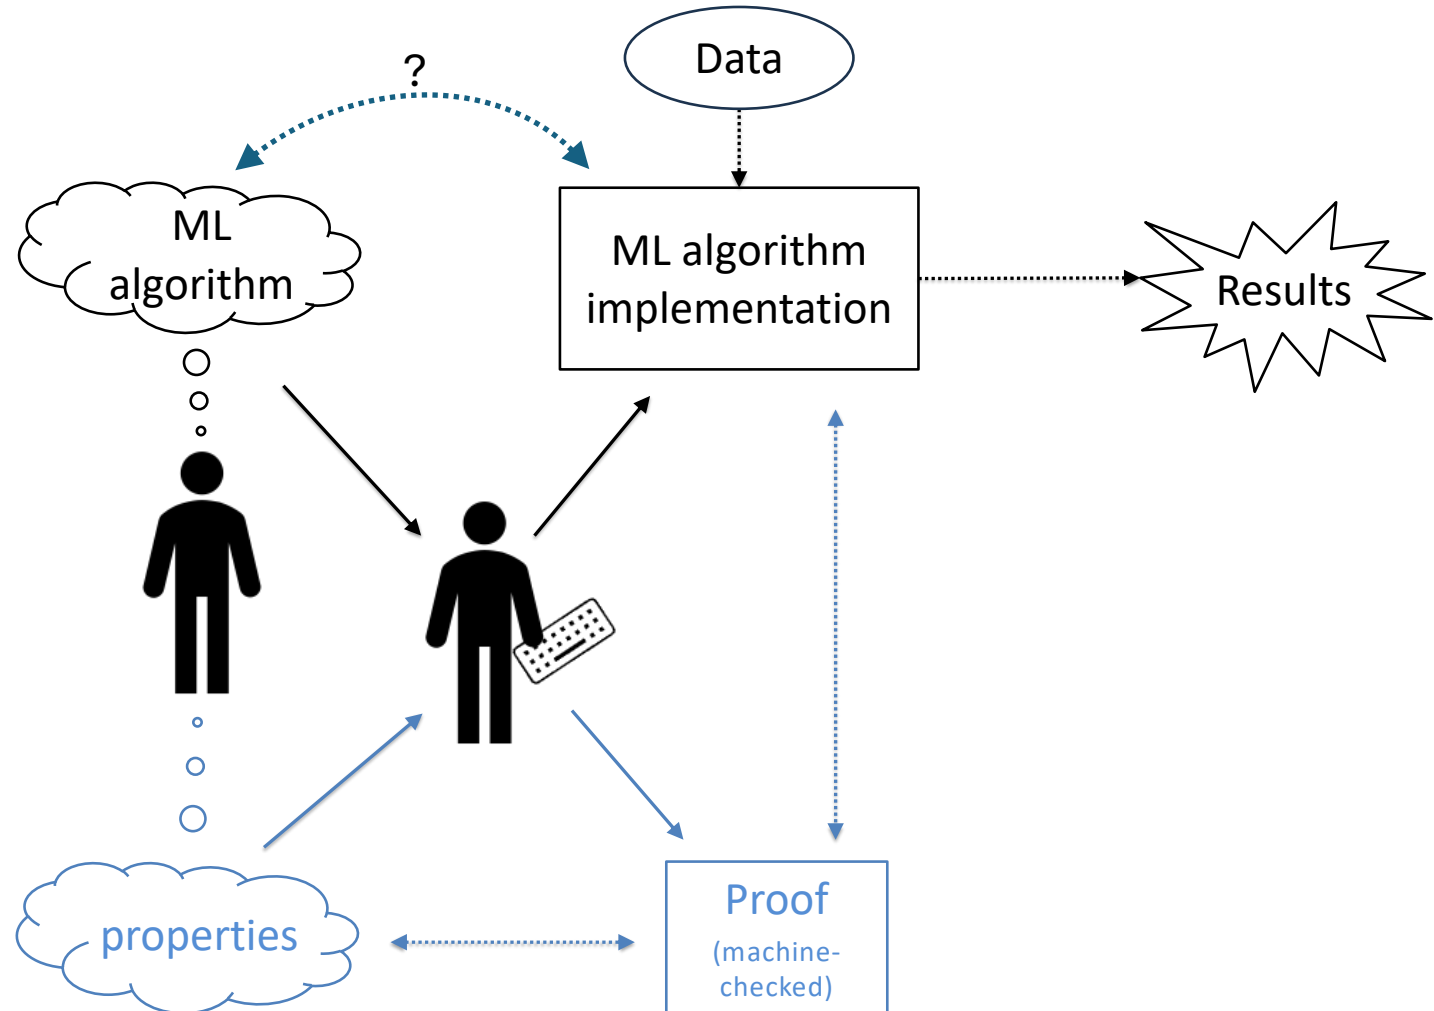 ?
Data
ML
algorithm
ML algorithm
implementation
Results
properties
Proof
(machine-
checked)